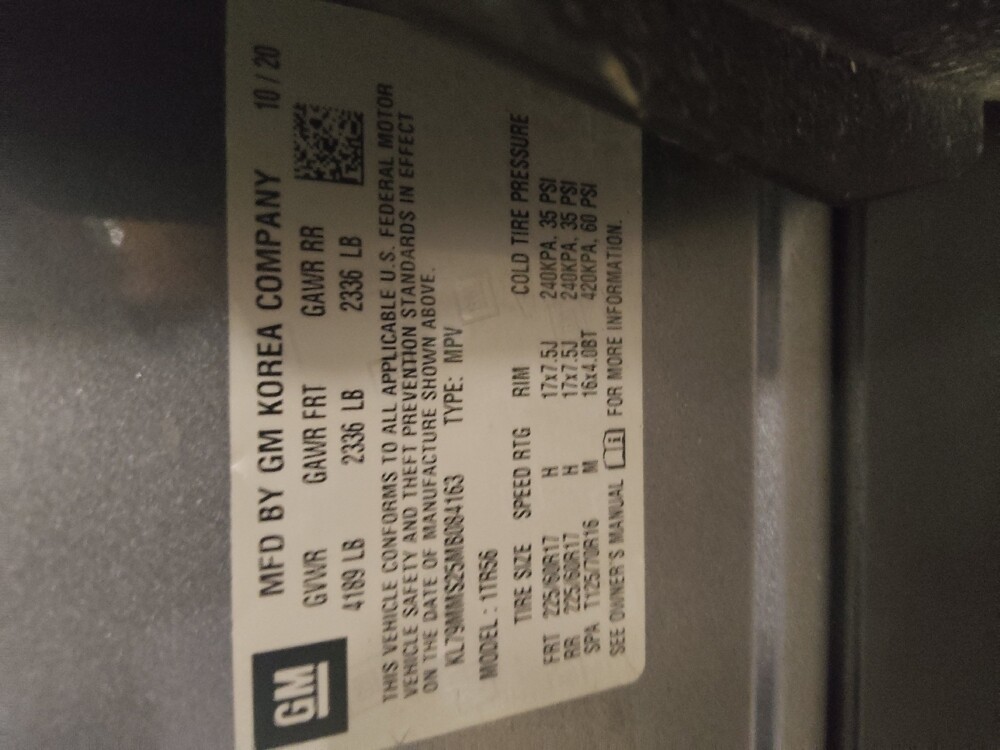 GM MFD BY GM KOREA COMPANY 10 / 20
GVWR GAWR FRT GAWR RR
4189 LB 2336 LB 2336 LB
THIS VEHICLE CONFORMS TO ALL APPLICABLE U.S. FEDERAL MOTOR
VEHICLE SAFETY AND THEFT PREVENTION STANDARDS IN EFFECT
ON THE DATE OF MANUFACTURE SHOWN ABOVE.
KL79MMS25MB084163 TYPE: MPV
MODEL : 1TR56
TIRE SIZE SPEED RTG RIM COLD TIRE PRESSURE
FRT 225/60R17 H 17x7.5J 240KPA, 35 PSI
RR 225/60R17 H 17x7.5J 240KPA, 35 PSI
SPA T125/70R16 M 16x4.0BT 420KPA, 60 PSI
SEE OWNER'S MANUAL FOR MORE INFORMATION.